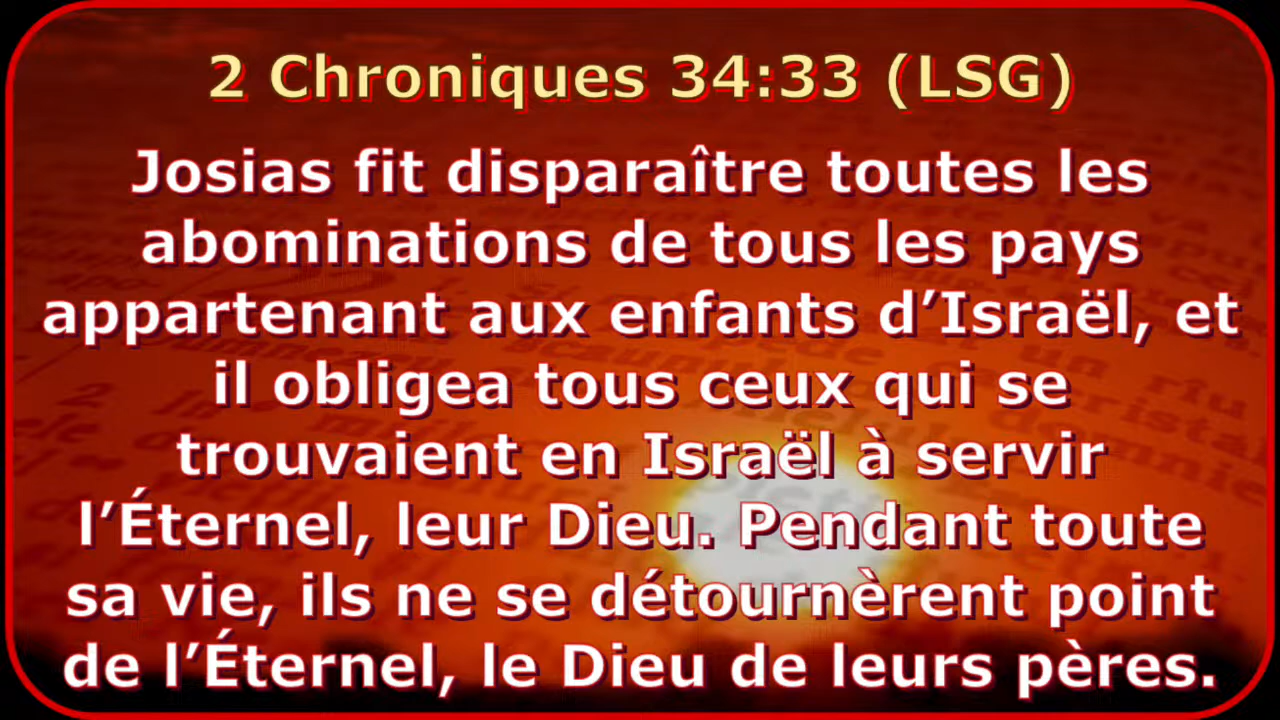 2 Chroniques 34:33 (LSG)
Josias fit disparaître toutes les
abominations de tous les pays
appartenant aux enfants d’Israël, et
il obligea tous ceux qui se
trouvaient en Israël à servir
l’Éternel, leur Dieu. Pendant toute
sa vie, ils ne se détournèrent point
de l’Éternel, le Dieu de leurs pères.